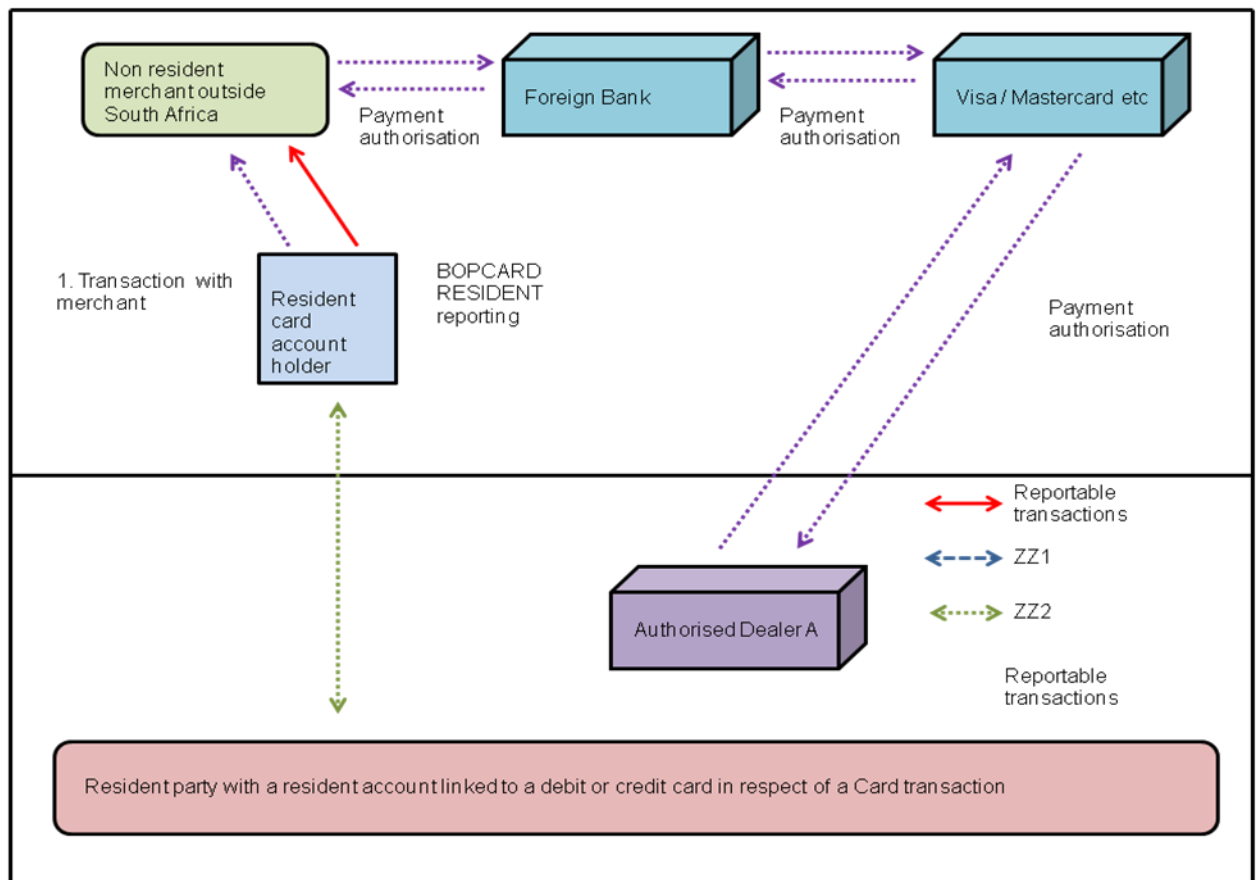 Non resident
merchant outside
South Africa
Payment
authorisation
Foreign Bank
Payment
authorisation
Visa / Mastercard etc
1. Transaction with
merchant
Resident
card
account
holder
BOPCARD
RESIDENT
reporting
Payment
authorisation
Reportable
transactions
ZZ1
ZZ2
Authorised Dealer A
Reportable
transactions
Resident party with a resident account linked to a debit or credit card in respect of a Card transaction